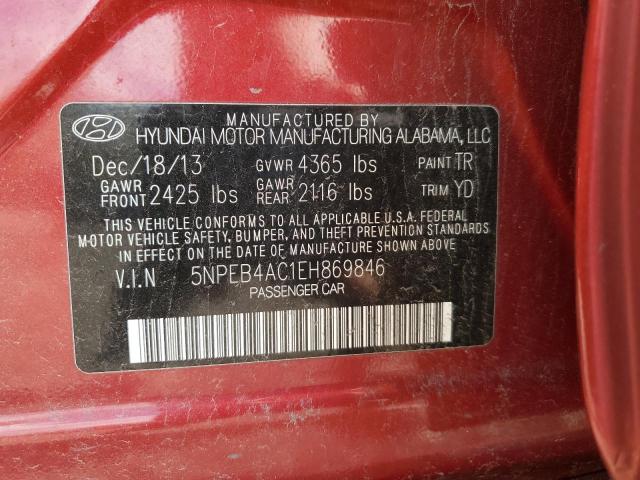 MANUFACTURED BY
HYUNDAI MOTOR MANUFACTURING ALABAMA, LLC
Dec/18/13 GVWR 4365 lbs PAINT TR
GAWR FRONT 2425 lbs GAWR REAR 2116 lbs TRIM YD
THIS VEHICLE CONFORMS TO ALL APPLICABLE U.S.A. FEDERAL
MOTOR VEHICLE SAFETY, BUMPER, AND THEFT PREVENTION STANDARDS
IN EFFECT ON THE DATE OF MANUFACTURE SHOWN ABOVE.
V.I.N 5NPEB4AC1EH869846
PASSENGER CAR